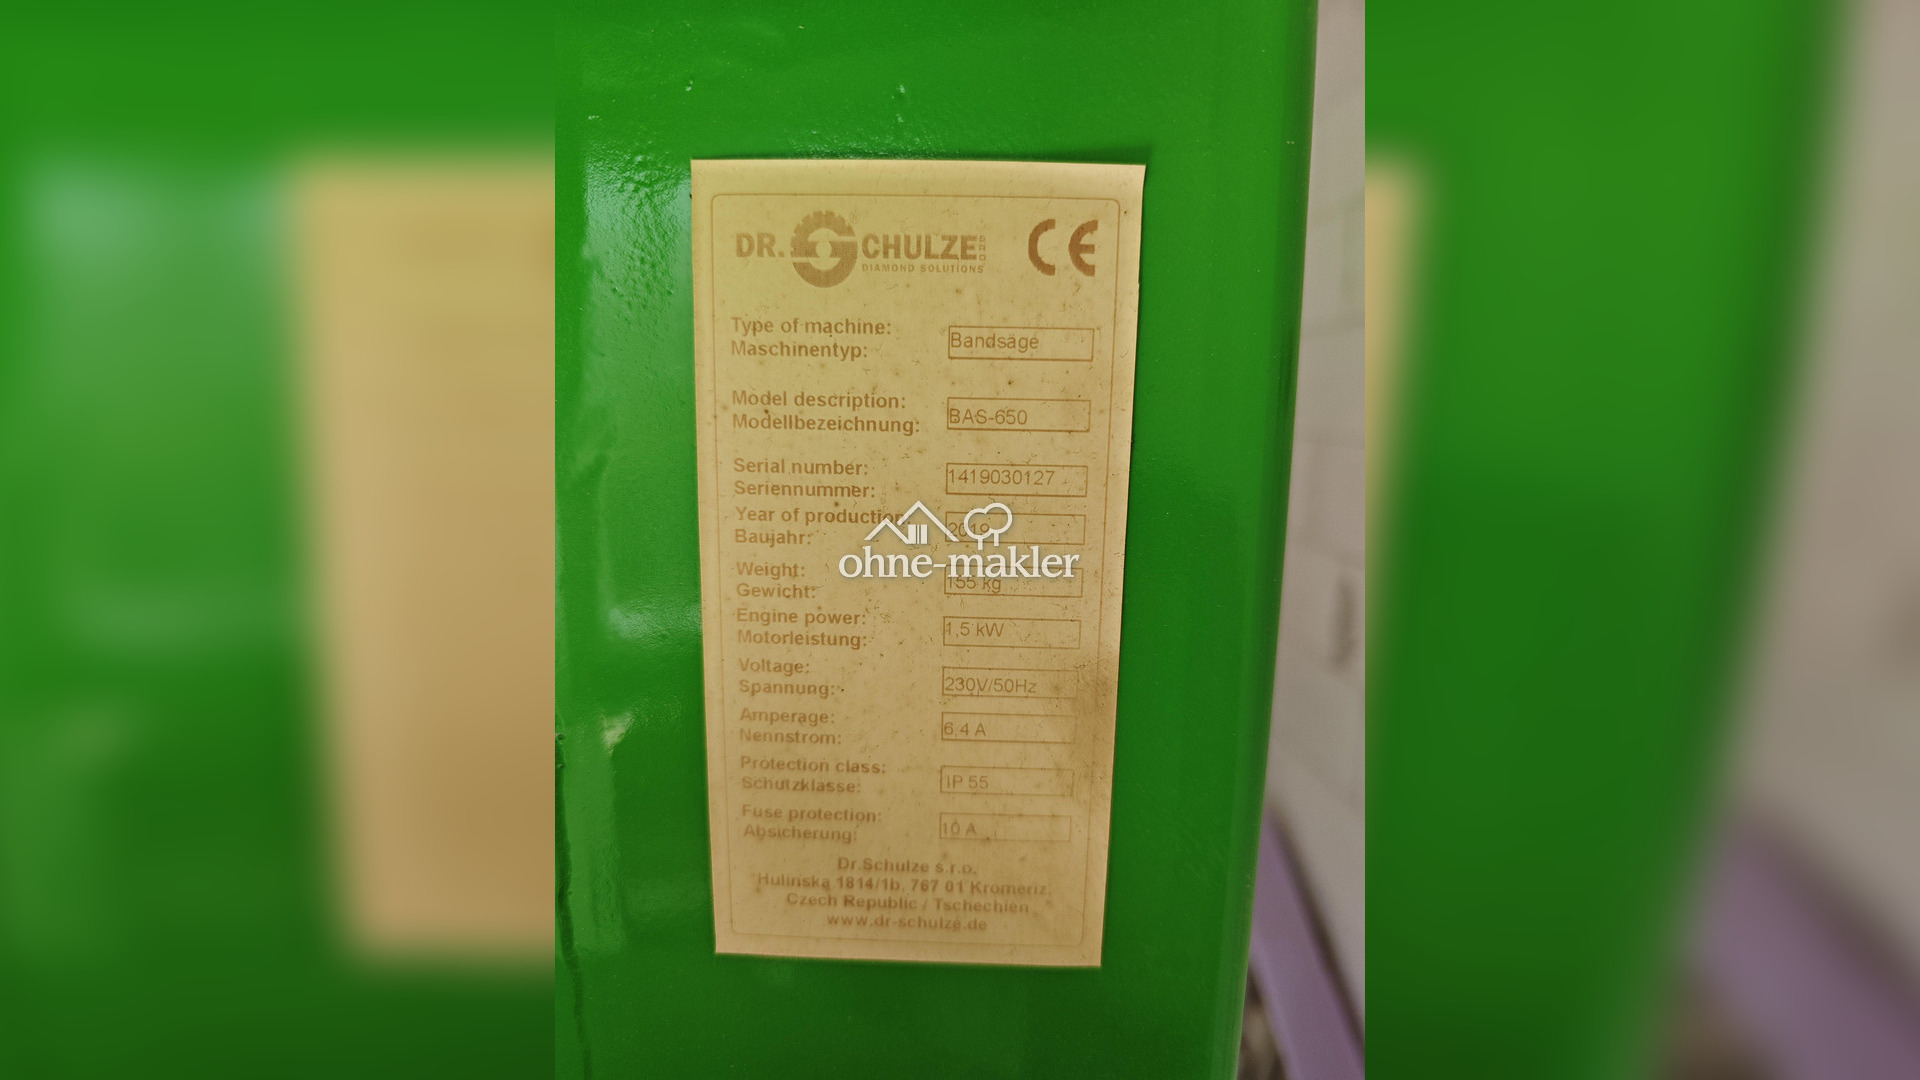 DR. SCHULZE
DIAMOND SOLUTIONS
CE
Type of machine:
Maschinentyp:
Bandsäge
Model description:
Modellbezeichnung:
BAS-650
Serial number:
Seriennummer:
1419030127
Year of production:
Baujahr:
2019
ohne-makler
Weight:
Gewicht:
155 kg
Engine power:
Motorleistung:
1,5 kW
Voltage:
Spannung:
230V/50Hz
Amperage:
Nennstrom:
6,4 A
Protection class:
Schutzklasse:
IP 55
Fuse protection:
Absicherung:
10 A
Dr.Schulze s.r.o.
Hulinska 1814/1b, 767 01 Kromeriz,
Czech Republic / Tschechien
www.dr-schulze.de